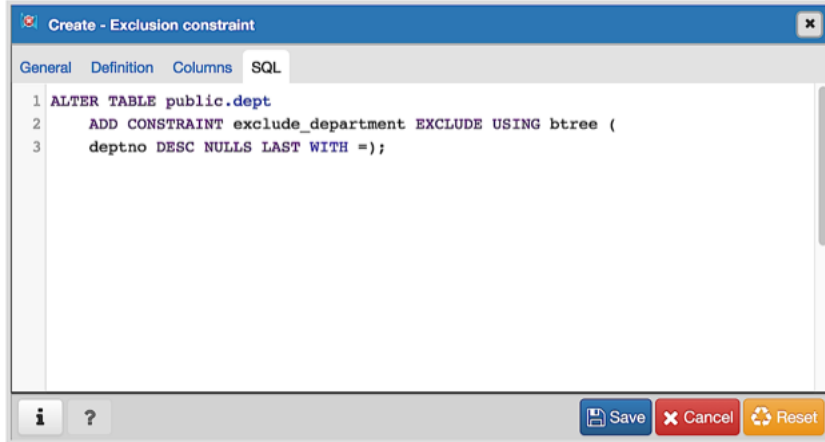 Create - Exclusion constraint
General Definition Columns SQL
1 ALTER TABLE public.dept
2 ADD CONSTRAINT exclude_department EXCLUDE USING btree (
3 deptno DESC NULLS LAST WITH =);
i ? Save Cancel Reset